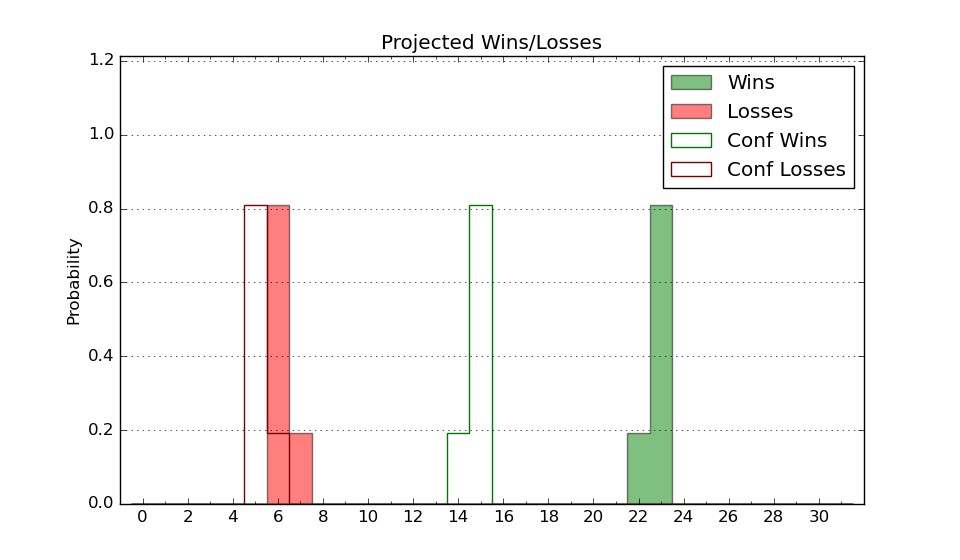 Projected Wins/Losses
1.2
1.0
0.8
0.6
0.4
0.2
0.0
Probability
Wins
Losses
Conf Wins
Conf Losses
0 2 4 6 8 10 12 14 16 18 20 22 24 26 28 30